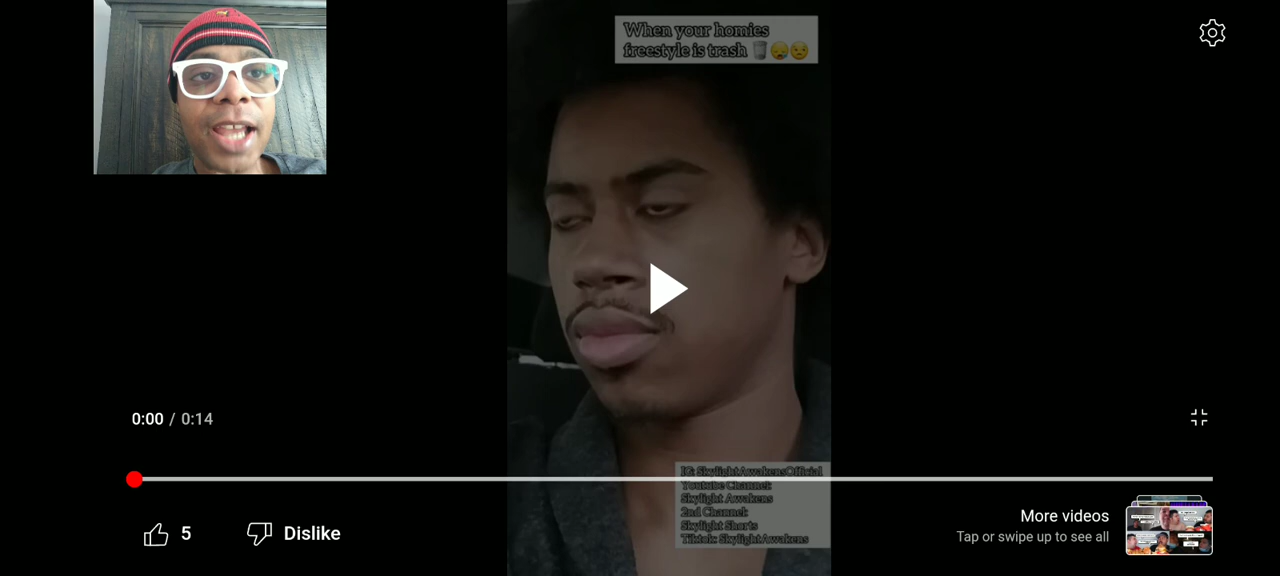 When your homies
freestyle is trash 🗑️😞😒
0:00 / 0:14
IG: SkylightAwakensOfficial
Youtube Channel:
Skylight Awakens
2nd Channel:
Skylight Shorts
Tiktok: SkylightAwakens
5
Dislike
More videos
Tap or swipe up to see all